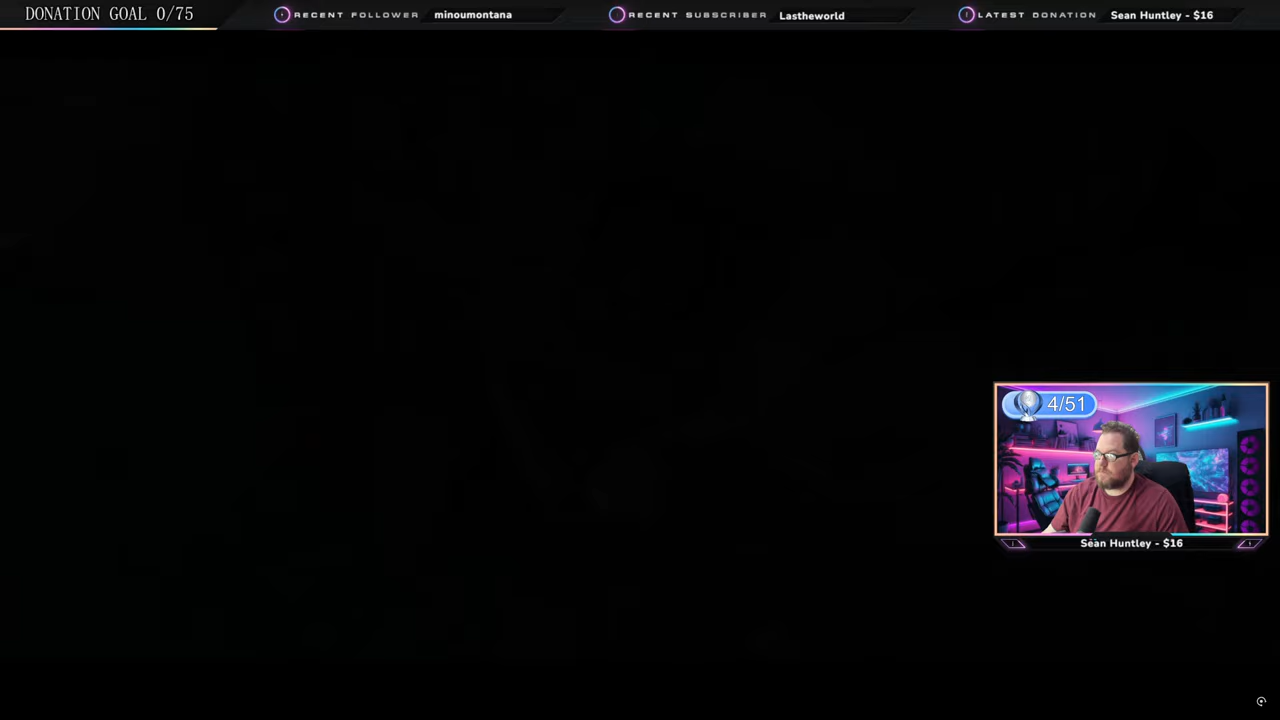 DONATION GOAL 0/75
RECENT FOLLOWER minoumontana
RECENT SUBSCRIBER Lastheworld
LATEST DONATION Sean Huntley - $16
4/51
Sean Huntley - $16